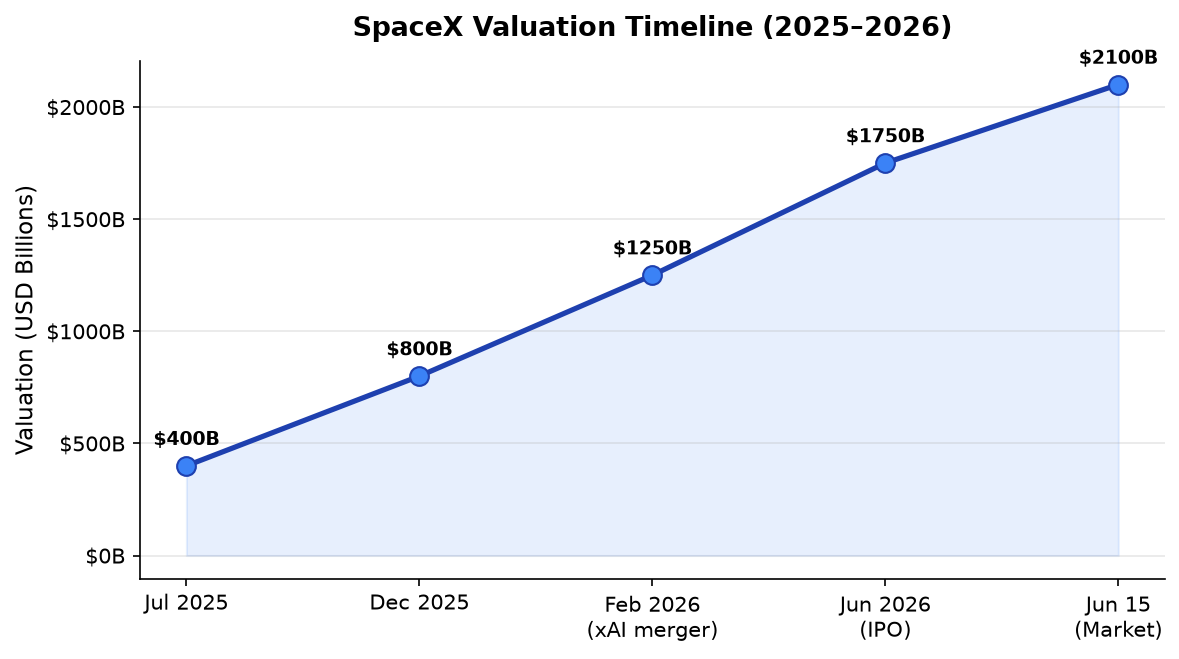 SpaceX Valuation Timeline (2025–2026)
Valuation (USD Billions)
$2000B
$1500B
$1000B
$500B
$0B
$400B
$800B
$1250B
$1750B
$2100B
Jul 2025
Dec 2025
Feb 2026
(xAI merger)
Jun 2026
(IPO)
Jun 15
(Market)